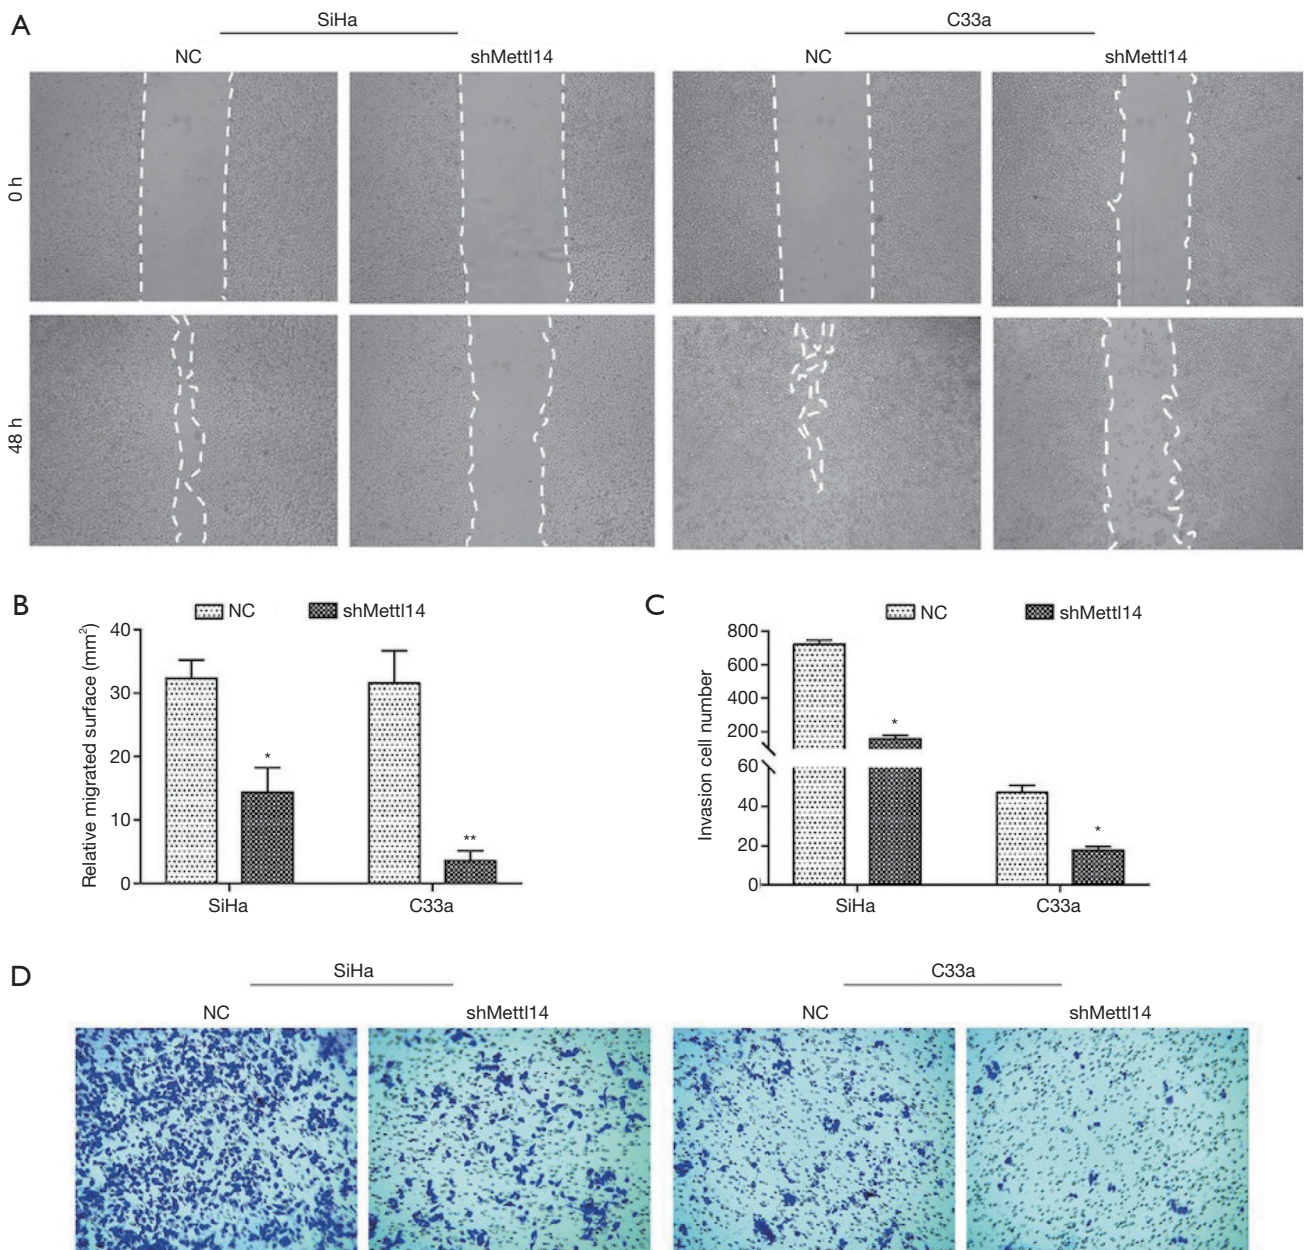 A
SiHa
C33a
NC
shMettl14
NC
shMettl14
0 h
48 h
B
NC
shMettl14
Relative migrated surface (mm²)
40
30
20
10
0
*
**
SiHa
C33a
C
NC
shMettl14
Invasion cell number
800
600
400
200
60
40
20
0
*
*
SiHa
C33a
D
SiHa
C33a
NC
shMettl14
NC
shMettl14